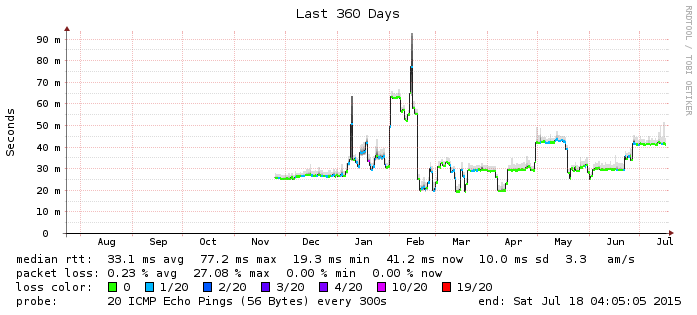 Last 360 Days
RRDTOOL / TOBI OETIKER
Seconds
90 m
80 m
70 m
60 m
50 m
40 m
30 m
20 m
10 m
0
Aug Sep Oct Nov Dec Jan Feb Mar Apr May Jun Jul
median rtt: 33.1 ms avg 77.2 ms max 19.3 ms min 41.2 ms now 10.0 ms sd 3.3 am/s
packet loss: 0.23 % avg 27.08 % max 0.00 % min 0.00 % now
loss color: 0 1/20 2/20 3/20 4/20 10/20 19/20
probe: 20 ICMP Echo Pings (56 Bytes) every 300s end: Sat Jul 18 04:05:05 2015